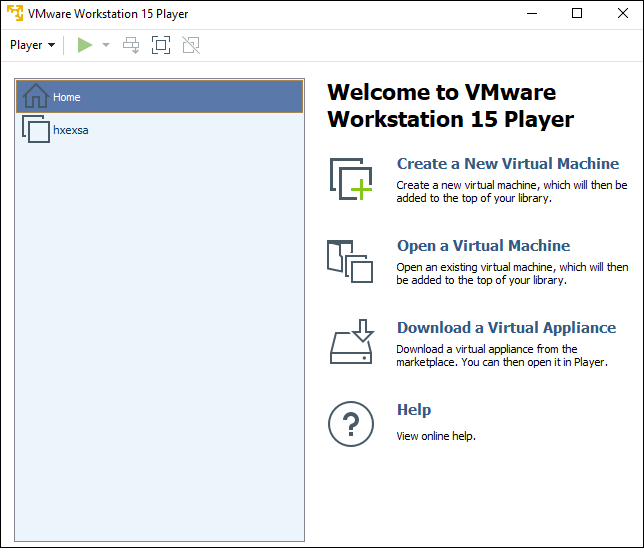 VMware Workstation 15 Player
Player
Home
hxexsa
Welcome to VMware
Workstation 15 Player
Create a New Virtual Machine
Create a new virtual machine, which will then be
added to the top of your library.
Open a Virtual Machine
Open an existing virtual machine, which will then
be added to the top of your library.
Download a Virtual Appliance
Download a virtual appliance from the
marketplace. You can then open it in Player.
Help
View online help.